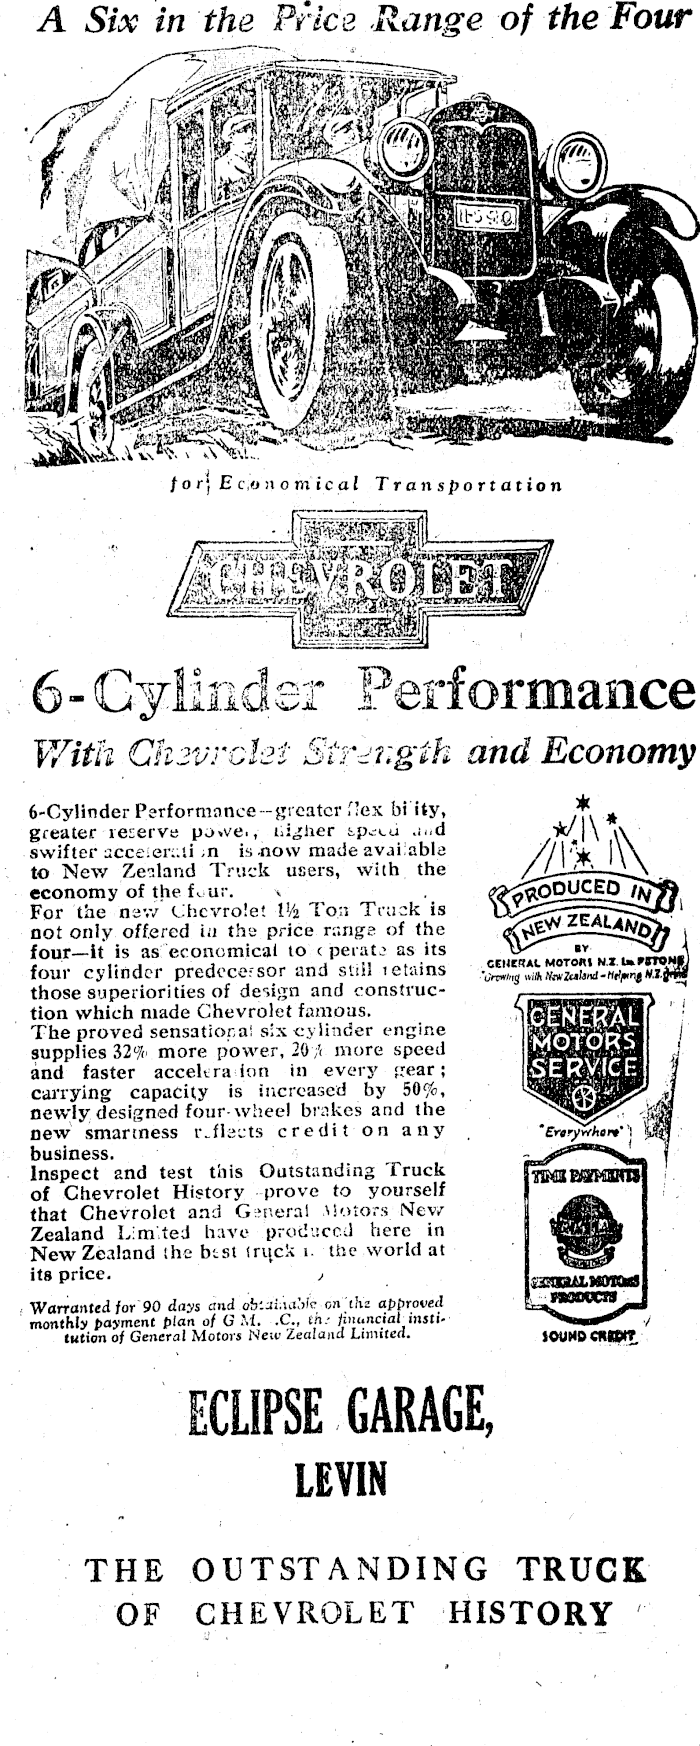 A Six in the Price Range of the Four
for Economical Transportation
CHEVROLET
6-Cylinder Performance
With Chevrolet Strength and Economy
6-Cylinder Performance—greater flexibility,
greater reserve power, higher speed and
swifter acceleration is now made available
to New Zealand Truck users, with the
economy of the four.
For the new Chevrolet 1½ Ton Truck is
not only offered in the price range of the
four—it is as economical to operate as its
four cylinder predecessor and still retains
those superiorities of design and construc-
tion which made Chevrolet famous.
The proved sensational six cylinder engine
supplies 32% more power, 20% more speed
and faster acceleration in every gear;
carrying capacity is increased by 50%,
newly designed four-wheel brakes and the
new smartness reflects credit on any
business.
Inspect and test this Outstanding Truck
of Chevrolet History prove to yourself
that Chevrolet and General Motors New
Zealand Limited have produced here in
New Zealand the best truck in the world at
its price.
Warranted for 90 days and obtainable on the approved
monthly payment plan of G.M. .C., the financial insti-
tution of General Motors New Zealand Limited.
PRODUCED IN
NEW ZEALAND
BY
GENERAL MOTORS N.Z. Ltd PETONE
"Growing with New Zealand—Helping N.Z. grow
GENERAL
MOTORS
SERVICE
"Everywhere"
TIME PAYMENTS
GENERAL MOTORS
PRODUCTS
SOUND CREDIT
ECLIPSE GARAGE,
LEVIN
THE OUTSTANDING TRUCK
OF CHEVROLET HISTORY